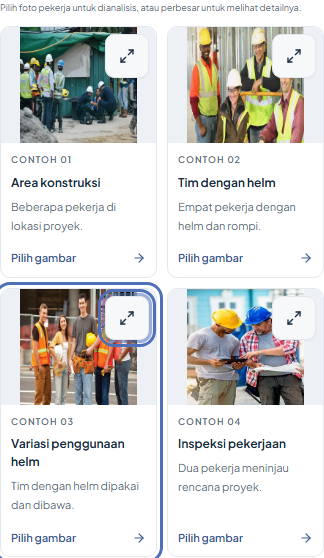 Pilih foto pekerja untuk dianalisis, atau perbesar untuk melihat detailnya.
CONTOH 01
Area konstruksi
Beberapa pekerja di
lokasi proyek.
Pilih gambar
CONTOH 02
Tim dengan helm
Empat pekerja dengan
helm dan rompi.
Pilih gambar
CONTOH 03
Variasi penggunaan
helm
Tim dengan helm dipakai
dan dibawa.
Pilih gambar
CONTOH 04
Inspeksi pekerjaan
Dua pekerja meninjau
rencana proyek.
Pilih gambar